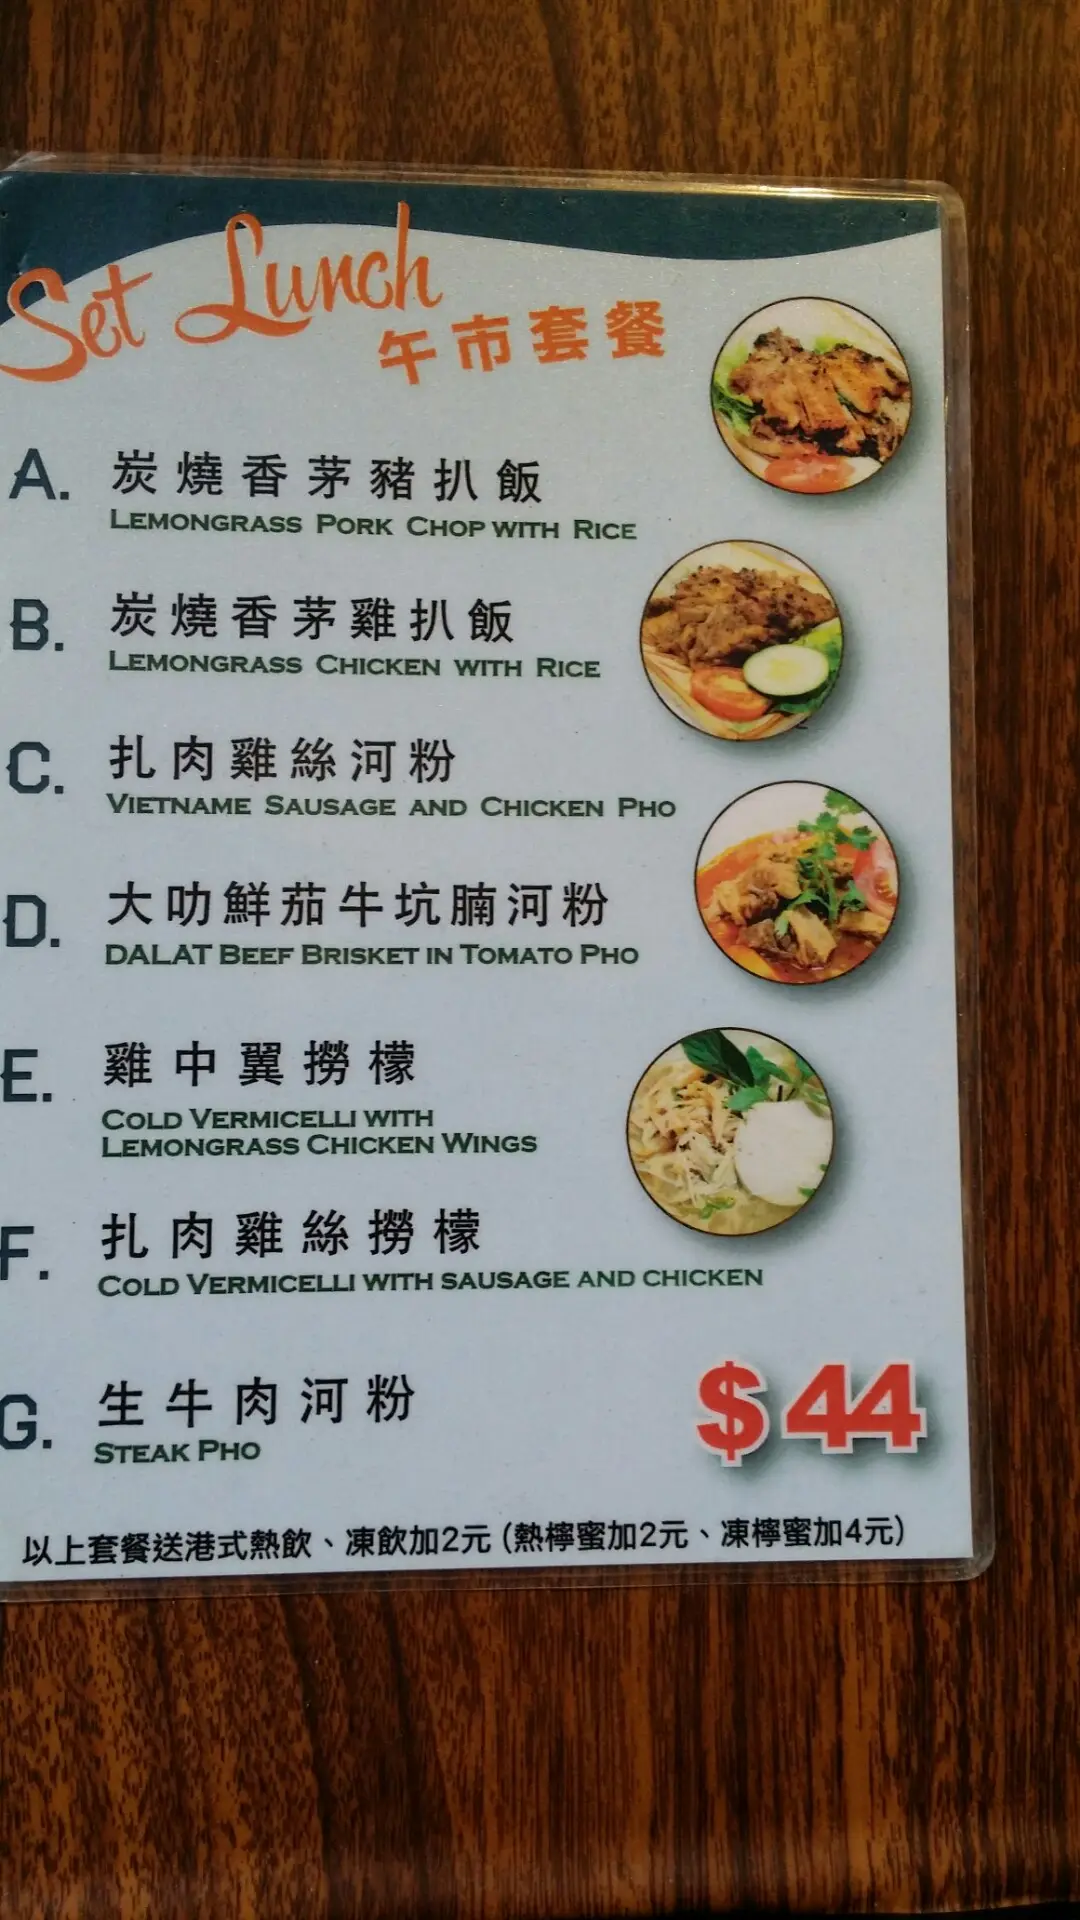 Set Lunch
午市套餐
A. 炭燒香茅豬扒飯
LEMONGRASS PORK CHOP WITH RICE
B. 炭燒香茅雞扒飯
LEMONGRASS CHICKEN WITH RICE
C. 扎肉雞絲河粉
VIETNAME SAUSAGE AND CHICKEN PHO
D. 大叻鮮茄牛坑腩河粉
DALAT BEEF BRISKET IN TOMATO PHO
E. 雞中翼撈檬
COLD VERMICELLI WITH
LEMONGRASS CHICKEN WINGS
F. 扎肉雞絲撈檬
COLD VERMICELLI WITH SAUSAGE AND CHICKEN
G. 生牛肉河粉
STEAK PHO
$44
以上套餐送港式熱飲、凍飲加2元 (熱檸蜜加2元、凍檸蜜加4元)